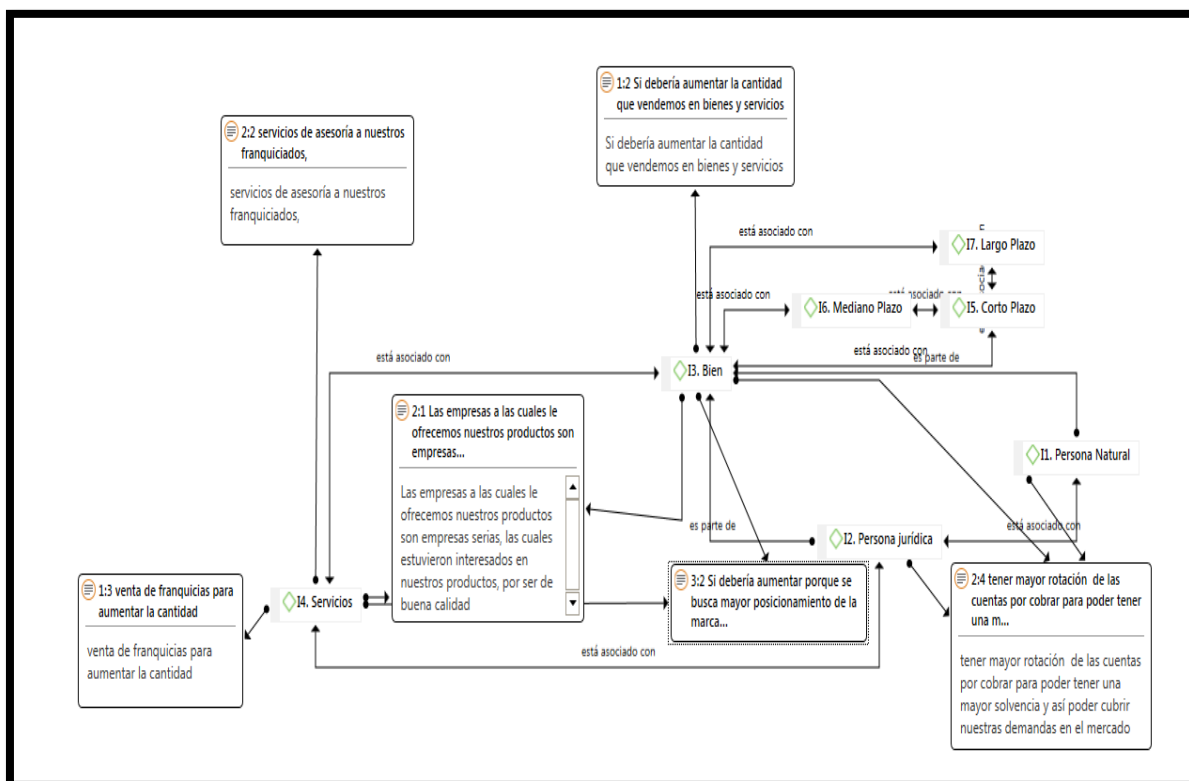 1:2 Si debería aumentar la cantidad
que vendemos en bienes y servicios
Si debería aumentar la cantidad
que vendemos en bienes y servicios
2:2 servicios de asesoría a nuestros
franquiciados,
servicios de asesoría a nuestros
franquiciados,
está asociado con
I7. Largo Plazo
está asociado con
está asociado con
I6. Mediano Plazo
I5. Corto Plazo
está asociado con
está asociado con
es parte de
I3. Bien
2:1 Las empresas a las cuales le
ofrecemos nuestros productos son
empresas...
Las empresas a las cuales le
ofrecemos nuestros productos
son empresas serias, las cuales
estuvieron interesados en
nuestros productos, por ser de
buena calidad
I1. Persona Natural
es parte de
I2. Persona jurídica
está asociado con
1:3 venta de franquicias para
aumentar la cantidad
venta de franquicias para
aumentar la cantidad
I4. Servicios
3:2 Si debería aumentar porque se
busca mayor posicionamiento de la
marca...
2:4 tener mayor rotación de las
cuentas por cobrar para poder tener
una m...
tener mayor rotación de las cuentas
por cobrar para poder tener una
mayor solvencia y así poder cubrir
nuestras demandas en el mercado
está asociado con